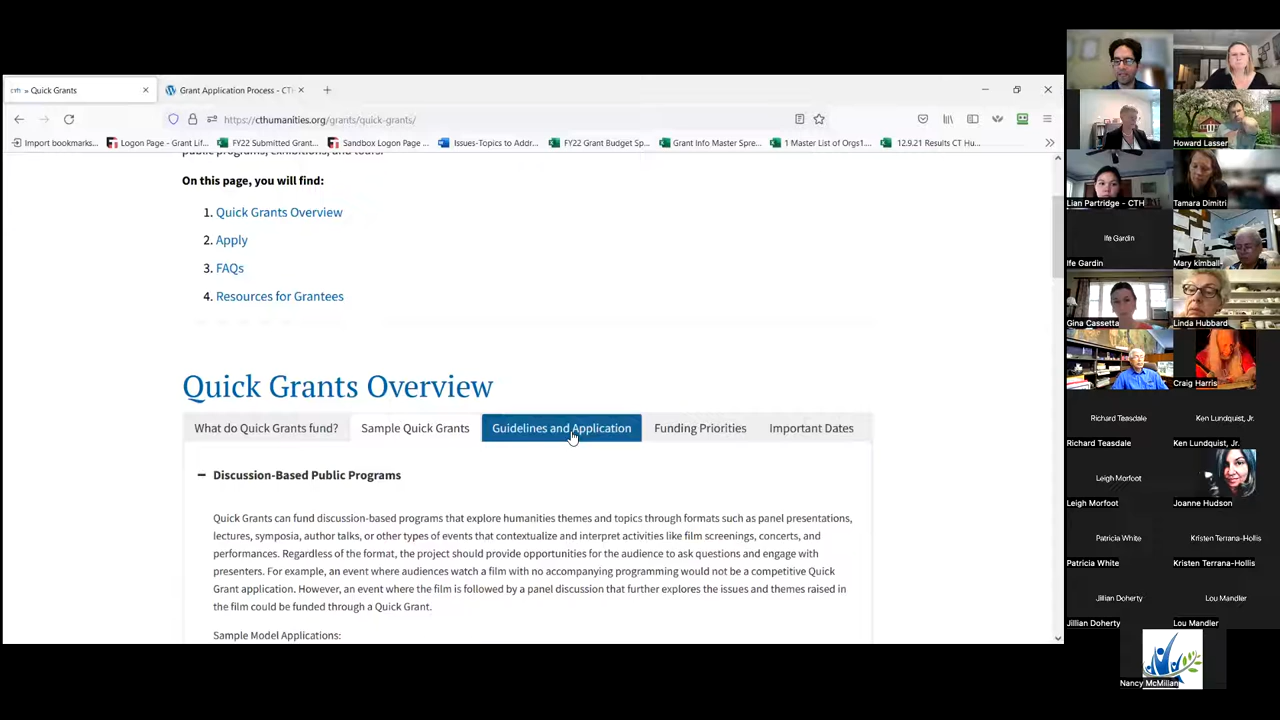 cth » Quick Grants
Grant Application Process - CTH
https://cthumanities.org/grants/quick-grants/
Import bookmarks...
Logon Page - Grant Lif...
FY22 Submitted Grant...
Sandbox Logon Page ...
Issues-Topics to Addr...
FY22 Grant Budget Sp...
Grant Info Master Spre...
1 Master List of Orgs1...
12.9.21 Results CT Hu...
public programs, exhibitions, and tours.
On this page, you will find:
1. Quick Grants Overview
2. Apply
3. FAQs
4. Resources for Grantees
Quick Grants Overview
What do Quick Grants fund?
Sample Quick Grants
Guidelines and Application
Funding Priorities
Important Dates
Discussion-Based Public Programs
Quick Grants can fund discussion-based programs that explore humanities themes and topics through formats such as panel presentations,
lectures, symposia, author talks, or other types of events that contextualize and interpret activities like film screenings, concerts, and
performances. Regardless of the format, the project should provide opportunities for the audience to ask questions and engage with
presenters. For example, an event where audiences watch a film with no accompanying programming would not be a competitive Quick
Grant application. However, an event where the film is followed by a panel discussion that further explores the issues and themes raised in
the film could be funded through a Quick Grant.
Sample Model Applications:
Howard Lasser
Lian Partridge - CTH
Tamara Dimitri
Ife Gardin
Ife Gardin
Mary kimball-
Gina Cassetta
Linda Hubbard
Craig Harris
Richard Teasdale
Ken Lundquist, Jr.
Richard Teasdale
Ken Lundquist, Jr.
Leigh Morfoot
Leigh Morfoot
Joanne Hudson
Patricia White
Kristen Terrana-Hollis
Patricia White
Kristen Terrana-Hollis
Jillian Doherty
Lou Mandler
Jillian Doherty
Lou Mandler
Nancy McMillan